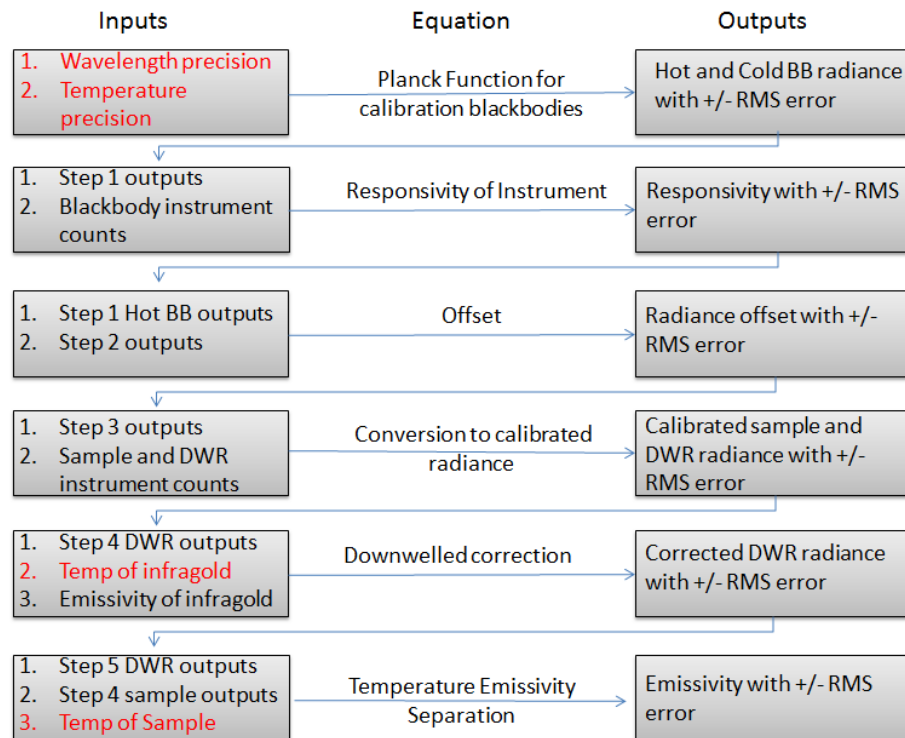 Inputs
Equation
Outputs
1. Wavelength precision
2. Temperature
precision
Planck Function for
calibration blackbodies
Hot and Cold BB radiance
with +/- RMS error
1. Step 1 outputs
2. Blackbody instrument
counts
Responsivity of Instrument
Responsivity with +/- RMS
error
1. Step 1 Hot BB outputs
2. Step 2 outputs
Offset
Radiance offset with +/-
RMS error
1. Step 3 outputs
2. Sample and DWR
instrument counts
Conversion to calibrated
radiance
Calibrated sample and
DWR radiance with +/-
RMS error
1. Step 4 DWR outputs
2. Temp of infragold
3. Emissivity of infragold
Downwelled correction
Corrected DWR radiance
with +/- RMS error
1. Step 5 DWR outputs
2. Step 4 sample outputs
3. Temp of Sample
Temperature Emissivity
Separation
Emissivity with +/- RMS
error